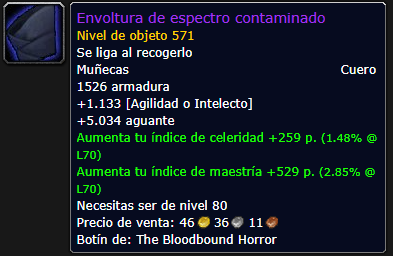 Envoltura de espectro contaminado
Nivel de objeto 571
Se liga al recogerlo
Muñecas Cuero
1526 armadura
+1.133 [Agilidad o Intelecto]
+5.034 aguante
Aumenta tu índice de celeridad +259 p. (1.48% @
L70)
Aumenta tu índice de maestría +529 p. (2.85% @
L70)
Necesitas ser de nivel 80
Precio de venta: 46 36 11
Botín de: The Bloodbound Horror